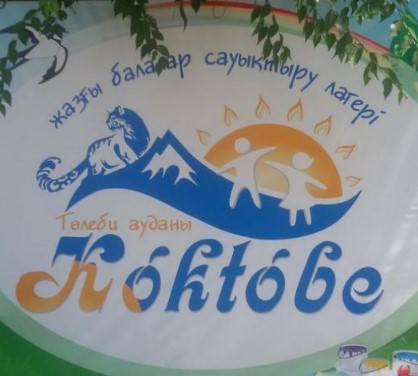 жазғы балалар сауықтыру лагері
Төлеби ауданы
Kóktóbe